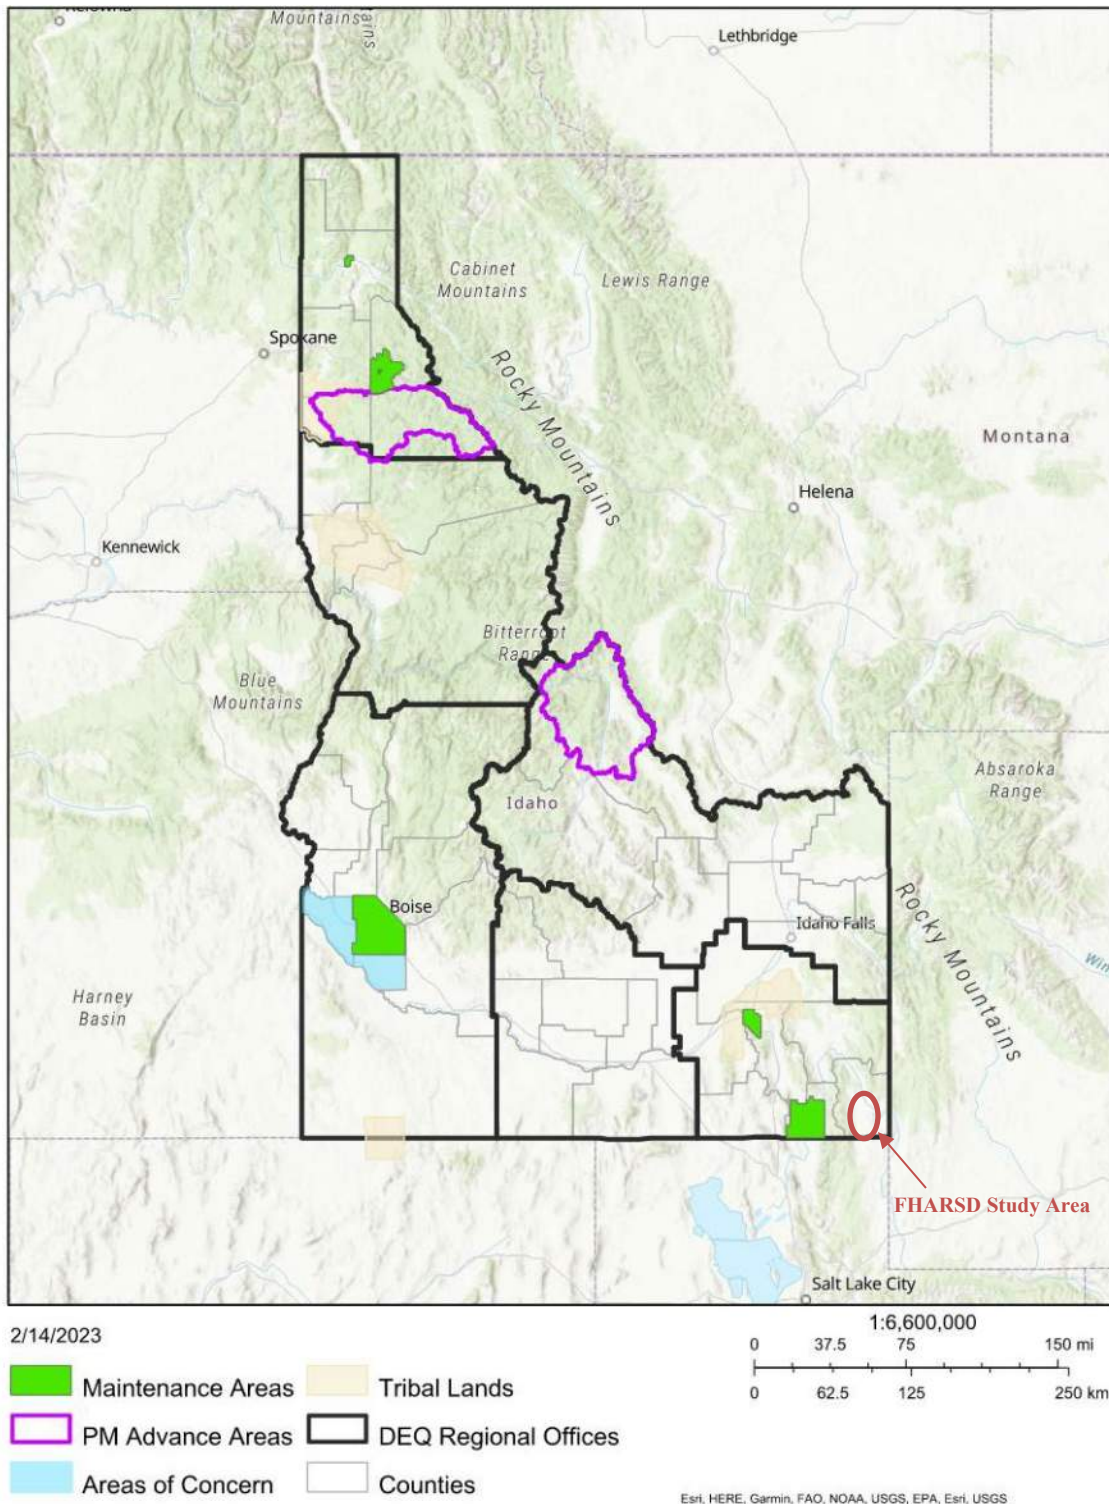 Mountains
Lethbridge
Cabinet
Mountains
Lewis Range
Spokane
Rocky Mountains
Montana
Helena
Kennewick
Bitterroot
Range
Blue
Mountains
Absaroka
Range
Idaho
Boise
Idaho Falls
Rocky Mountains
Harney
Basin
FHARSD Study Area
Salt Lake City
2/14/2023
1:6,600,000
0 37.5 75 150 mi
0 62.5 125 250 km
Maintenance Areas
Tribal Lands
PM Advance Areas
DEQ Regional Offices
Areas of Concern
Counties
Esri, HERE, Garmin, FAO, NOAA, USGS, EPA, Esri, USGS